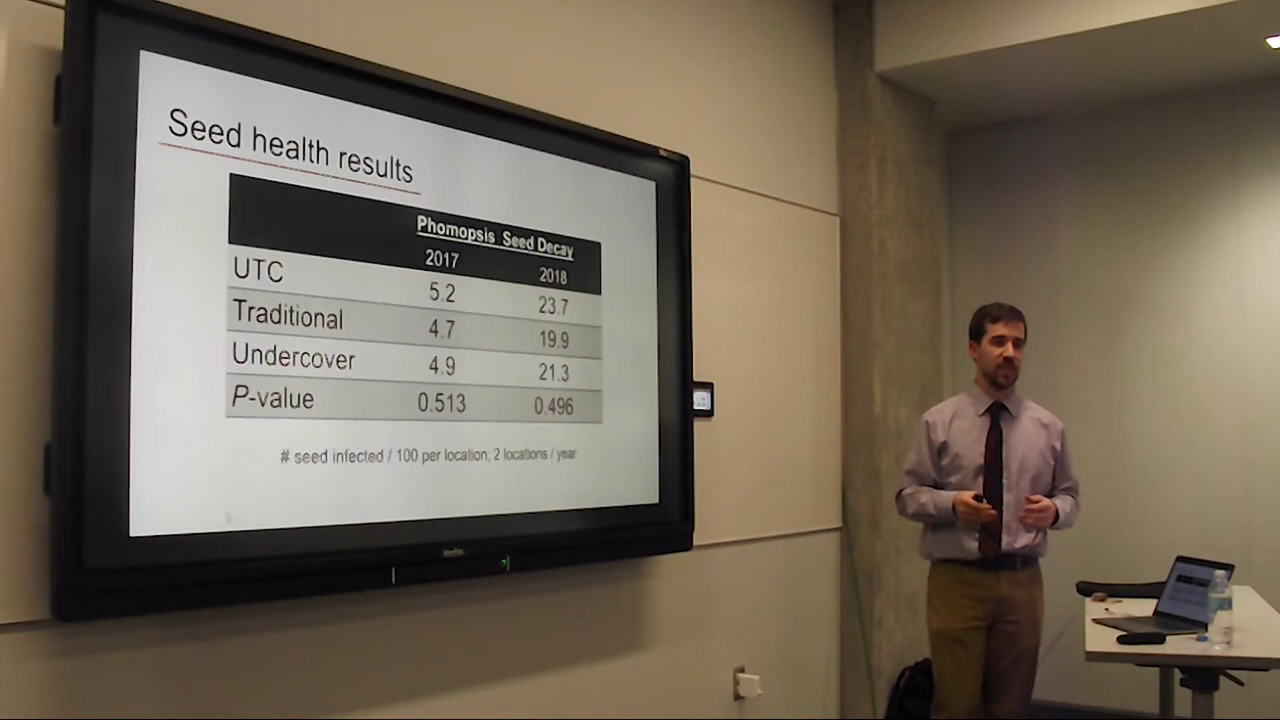 Seed health results
Phomopsis Seed Decay
2017 2018
UTC 5.2 23.7
Traditional 4.7 19.9
Undercover 4.9 21.3
P-value 0.513 0.496
# seed infected / 100 per location; 2 locations / year